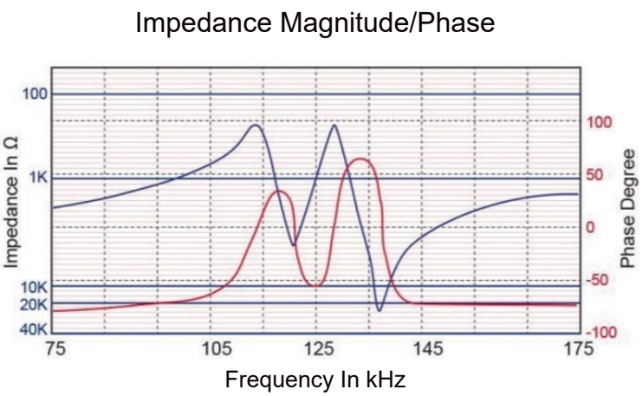 Impedance Magnitude/Phase
Impedance In Ω
100
1K
10K
20K
40K
100
50
0
-50
-100
Phase Degree
75
105
125
145
175
Frequency In kHz